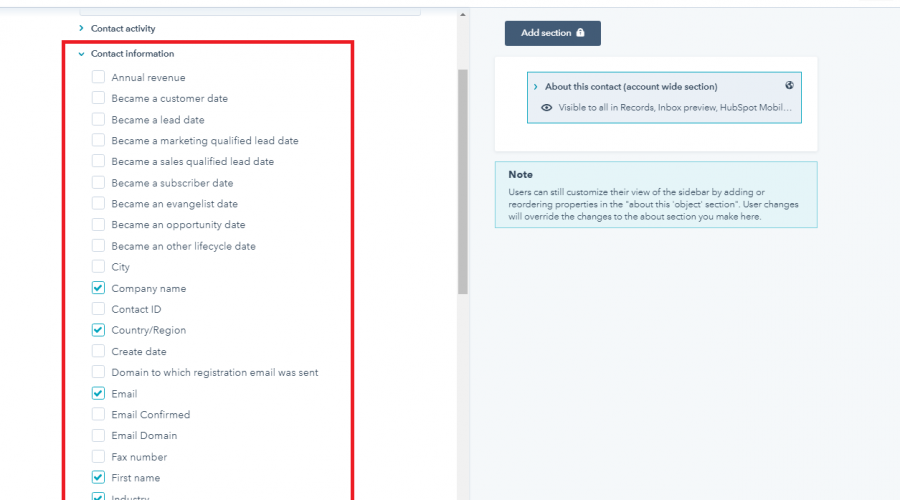 Contact activity
Contact information
Annual revenue
Became a customer date
Became a lead date
Became a marketing qualified lead date
Became a sales qualified lead date
Became a subscriber date
Became an evangelist date
Became an opportunity date
Became an other lifecycle date
City
Company name
Contact ID
Country/Region
Create date
Domain to which registration email was sent
Email
Email Confirmed
Email Domain
Fax number
First name
Industry
Add section
About this contact (account wide section)
Visible to all in Records, Inbox preview, HubSpot Mobil...
Note
Users can still customize their view of the sidebar by adding or
reordering properties in the "about this 'object' section". User changes
will override the changes to the about section you make here.